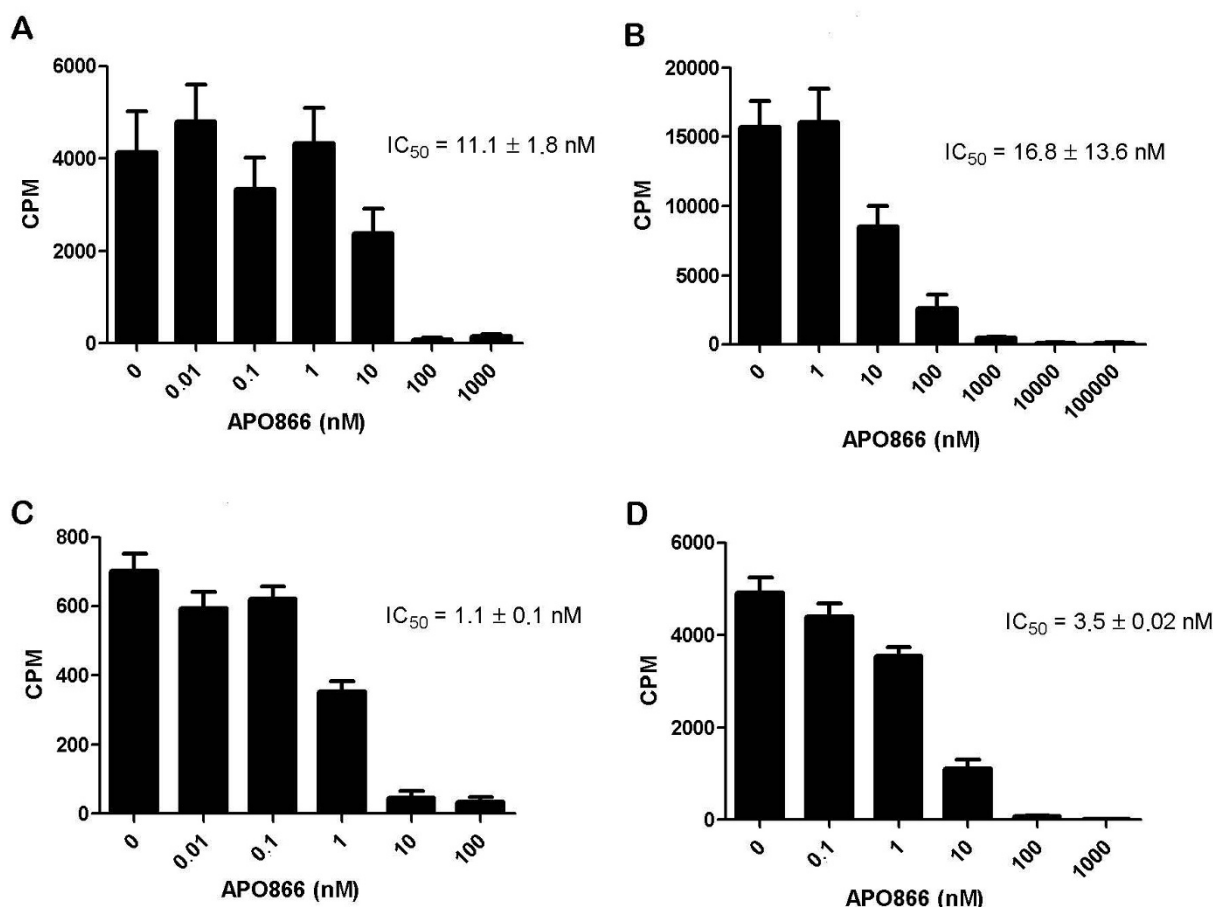 A
6000
4000
2000
0
CPM
IC50 = 11.1 ± 1.8 nM
0 0.01 0.1 1 10 100 1000
APO866 (nM)
B
20000
15000
10000
5000
0
CPM
IC50 = 16.8 ± 13.6 nM
0 1 10 100 1000 10000 100000
APO866 (nM)
C
800
600
400
200
0
CPM
IC50 = 1.1 ± 0.1 nM
0 0.01 0.1 1 10 100
APO866 (nM)
D
6000
4000
2000
0
CPM
IC50 = 3.5 ± 0.02 nM
0 0.1 1 10 100 1000
APO866 (nM)